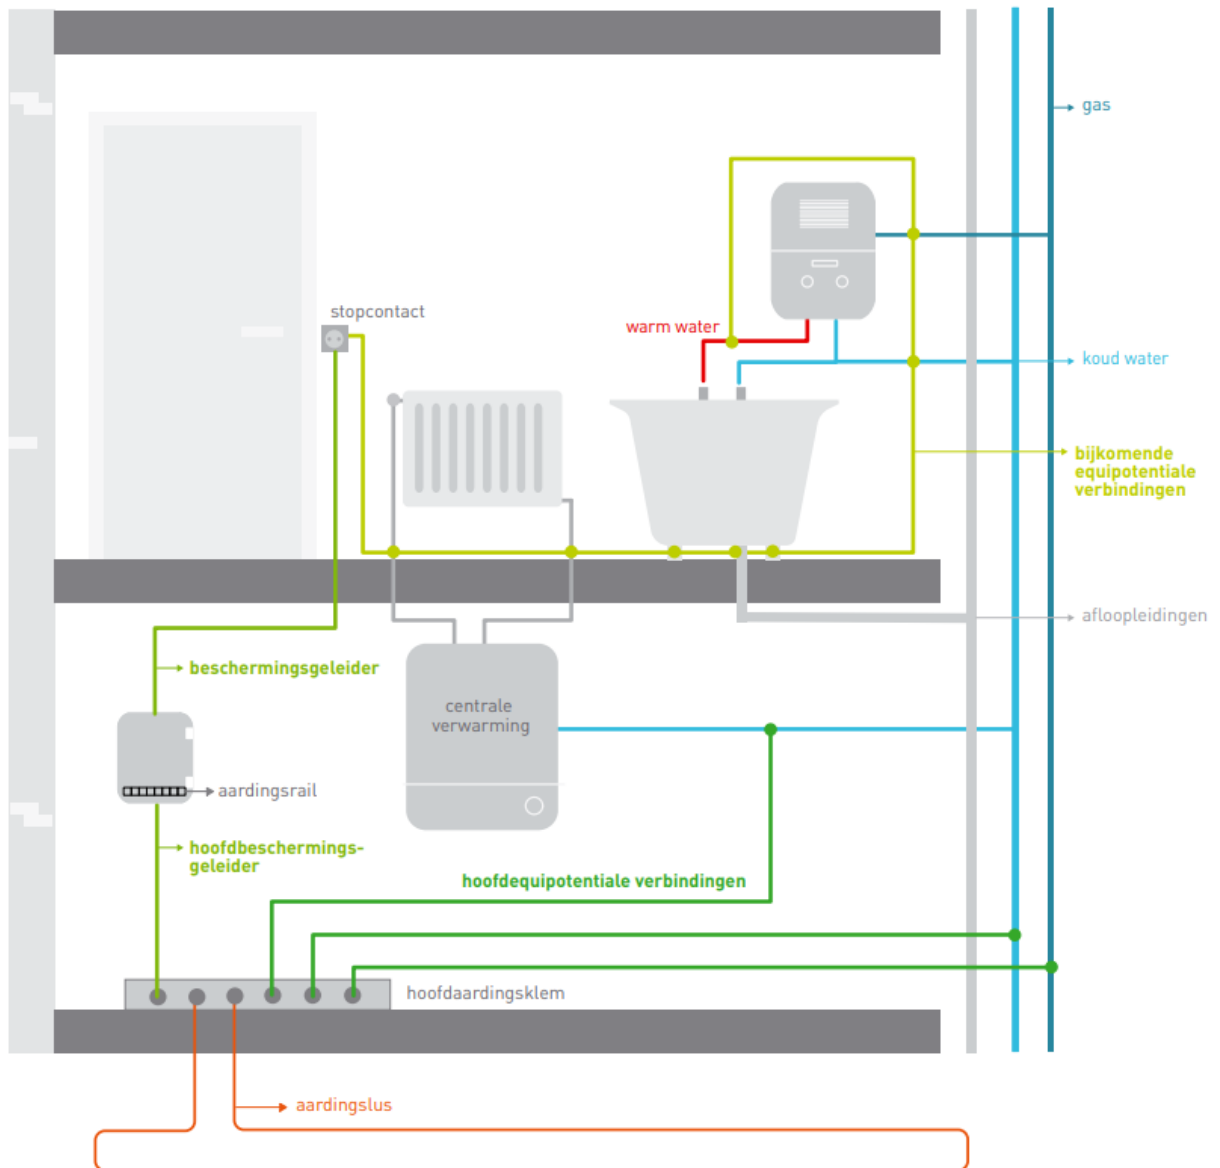 gas
stopcontact
warm water
koud water
bijkomende
equipotentiale
verbindingen
afloopleidingen
beschermingsgeleider
centrale
verwarming
aardingsrail
hoofdbeschermings-
geleider
hoofdequipotentiale verbindingen
hoofdaardingsklem
aardingslus